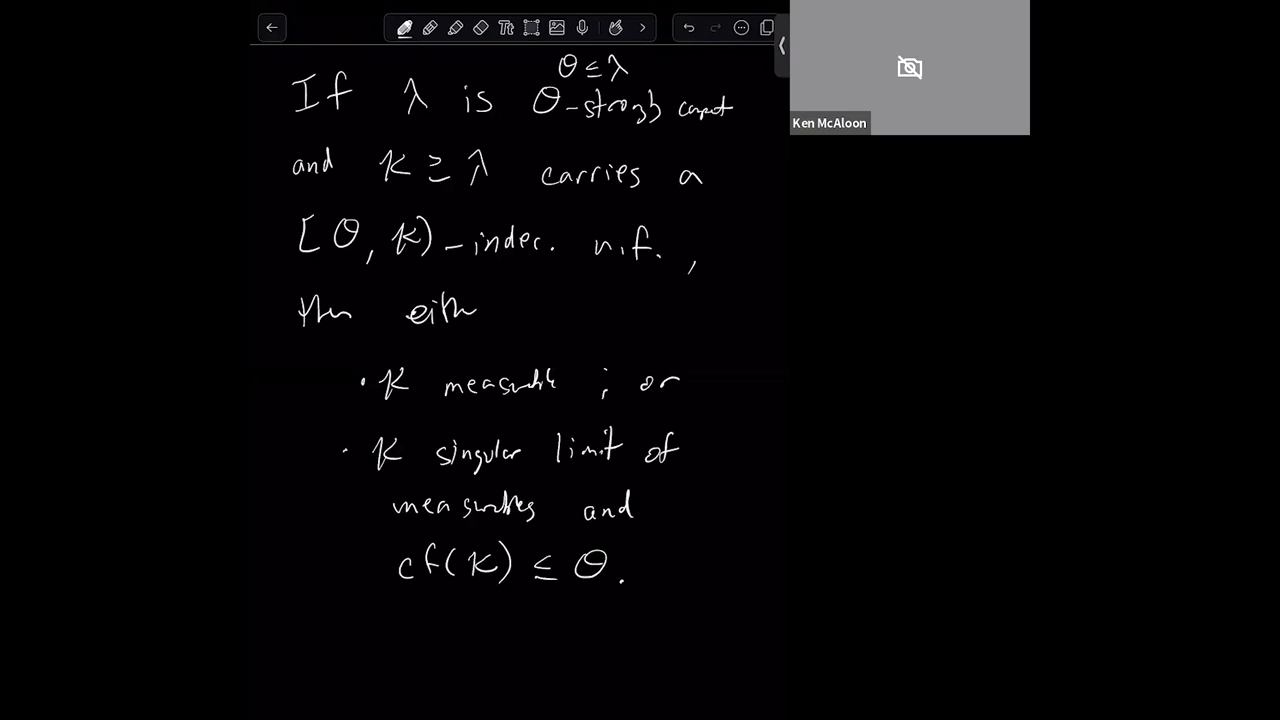 θ ≤ λ
If λ is θ-strongly compact
and κ ≥ λ carries a
[θ, κ) - indec. u.f.,
then either
· κ measurable ; or
· κ singular limit of
measurables and
cf(κ) ≤ θ.
Ken McAloon